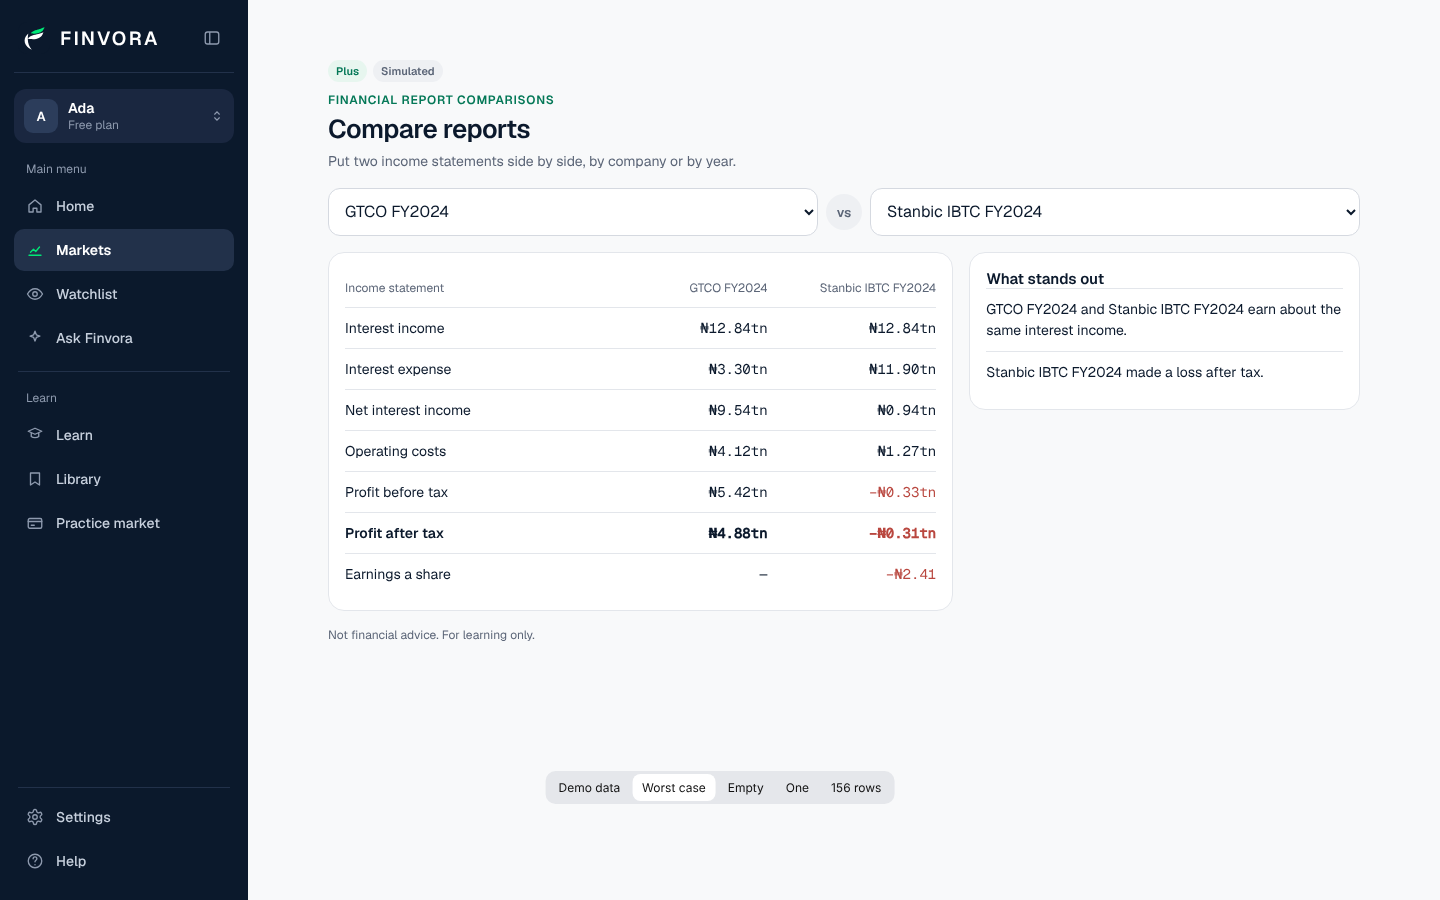 FINVORA
A
Ada
Free plan
Main menu
Home
Markets
Watchlist
Ask Finvora
Learn
Learn
Library
Practice market
Settings
Help
Plus Simulated
FINANCIAL REPORT COMPARISONS
Compare reports
Put two income statements side by side, by company or by year.
GTCO FY2024 vs Stanbic IBTC FY2024
Income statement GTCO FY2024 Stanbic IBTC FY2024
Interest income ₦12.84tn ₦12.84tn
Interest expense ₦3.30tn ₦11.90tn
Net interest income ₦9.54tn ₦0.94tn
Operating costs ₦4.12tn ₦1.27tn
Profit before tax ₦5.42tn −₦0.33tn
Profit after tax ₦4.88tn −₦0.31tn
Earnings a share — −₦2.41
What stands out
GTCO FY2024 and Stanbic IBTC FY2024 earn about the
same interest income.
Stanbic IBTC FY2024 made a loss after tax.
Not financial advice. For learning only.
Demo data Worst case Empty One 156 rows